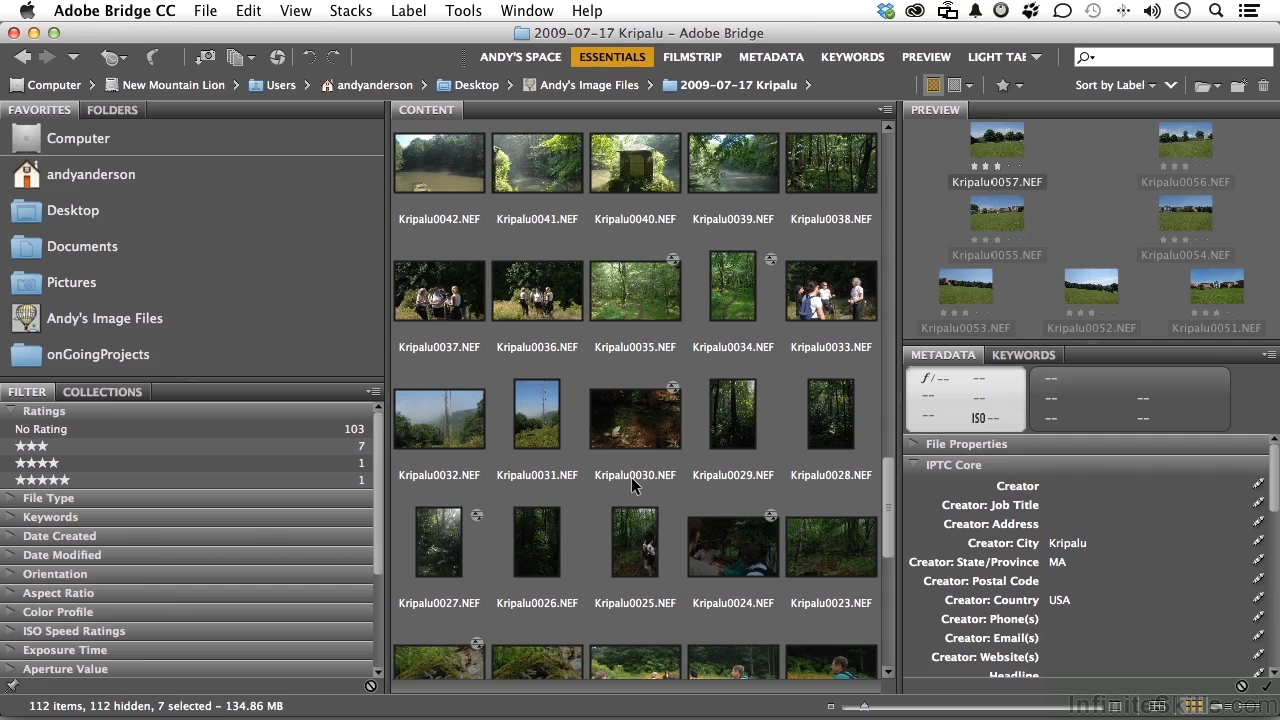 Adobe Bridge CC File Edit View Stacks Label Tools Window Help
2009-07-17 Kripalu - Adobe Bridge
ANDY'S SPACE ESSENTIALS FILMSTRIP METADATA KEYWORDS PREVIEW LIGHT TAE
Computer New Mountain Lion Users andyanderson Desktop Andy's Image Files 2009-07-17 Kripalu Sort by Label
FAVORITES FOLDERS
Computer
andyanderson
Desktop
Documents
Pictures
Andy's Image Files
onGoingProjects
FILTER COLLECTIONS
Ratings
No Rating 103
★★★ 7
★★★★ 1
★★★★★ 1
File Type
Keywords
Date Created
Date Modified
Orientation
Aspect Ratio
Color Profile
ISO Speed Ratings
Exposure Time
Aperture Value
CONTENT
Kripalu0042.NEF Kripalu0041.NEF Kripalu0040.NEF Kripalu0039.NEF Kripalu0038.NEF
Kripalu0037.NEF Kripalu0036.NEF Kripalu0035.NEF Kripalu0034.NEF Kripalu0033.NEF
Kripalu0032.NEF Kripalu0031.NEF Kripalu0030.NEF Kripalu0029.NEF Kripalu0028.NEF
Kripalu0027.NEF Kripalu0026.NEF Kripalu0025.NEF Kripalu0024.NEF Kripalu0023.NEF
PREVIEW
Kripalu0057.NEF Kripalu0056.NEF
Kripalu0055.NEF Kripalu0054.NEF
Kripalu0053.NEF Kripalu0052.NEF Kripalu0051.NEF
METADATA KEYWORDS
f/-- -- --
-- -- -- --
-- ISO -- -- --
File Properties
IPTC Core
Creator
Creator: Job Title
Creator: Address
Creator: City Kripalu
Creator: State/Province MA
Creator: Postal Code
Creator: Country USA
Creator: Phone(s)
Creator: Email(s)
Creator: Website(s)
Headline
112 items, 112 hidden, 7 selected - 134.86 MB
InfiniteSkills.com